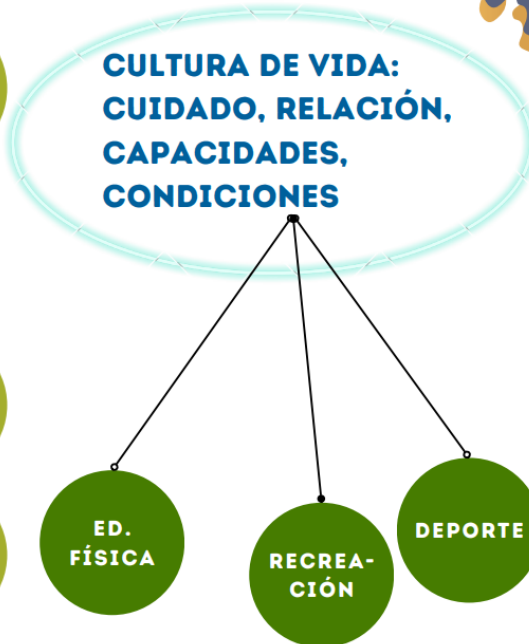 CULTURA DE VIDA:
CUIDADO, RELACIÓN,
CAPACIDADES,
CONDICIONES
ED.
FÍSICA
RECREA-
CIÓN
DEPORTE